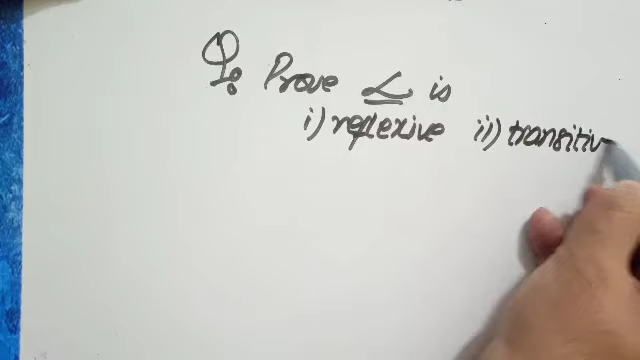 Q. Prove ≤ is
i) reflexive ii) transitiv